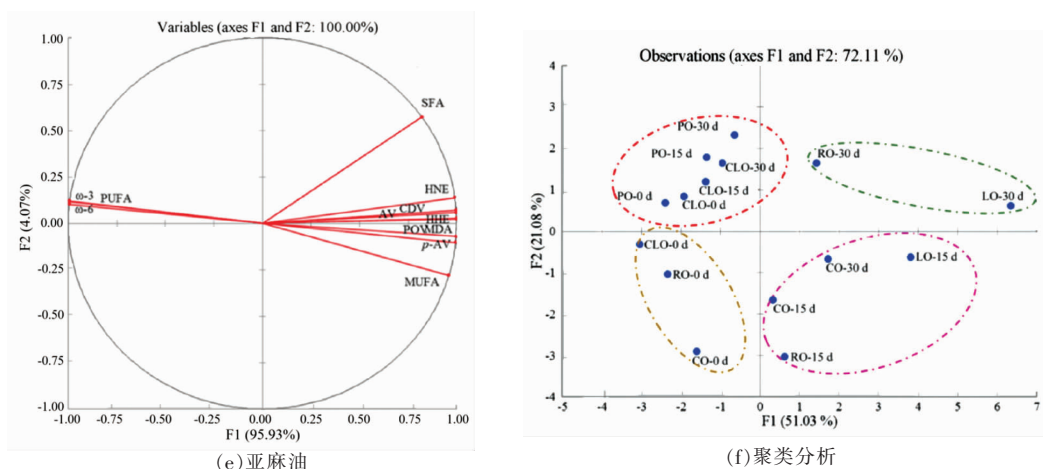 Variables (axes F1 and F2: 100.00%)
1.00
0.75
0.50
0.25
0.00
-0.25
-0.50
-0.75
-1.00
F2 (4.07%)
SFA
HNE
CDV
AV
HHE
MDA
p-AV
MUFA
ω-3
PUFA
ω-6
-1.00 -0.75 -0.50 -0.25 0.00 0.25 0.50 0.75 1.00
F1 (95.93%)
(e)亚麻油
Observations (axes F1 and F2: 72.11 %)
4
3
2
1
0
-1
-2
-3
-4
F2 (21.08 %)
PO-30 d
PO-15 d
CLO-30 d
CLO-15 d
PO-0 d
CLO-0 d
RO-30 d
LO-30 d
CLO-0 d
RO-0 d
CO-0 d
CO-30 d
LO-15 d
CO-15 d
RO-15 d
-5 -4 -3 -2 -1 0 1 2 3 4 5 6 7
F1 (51.03 %)
(f)聚类分析